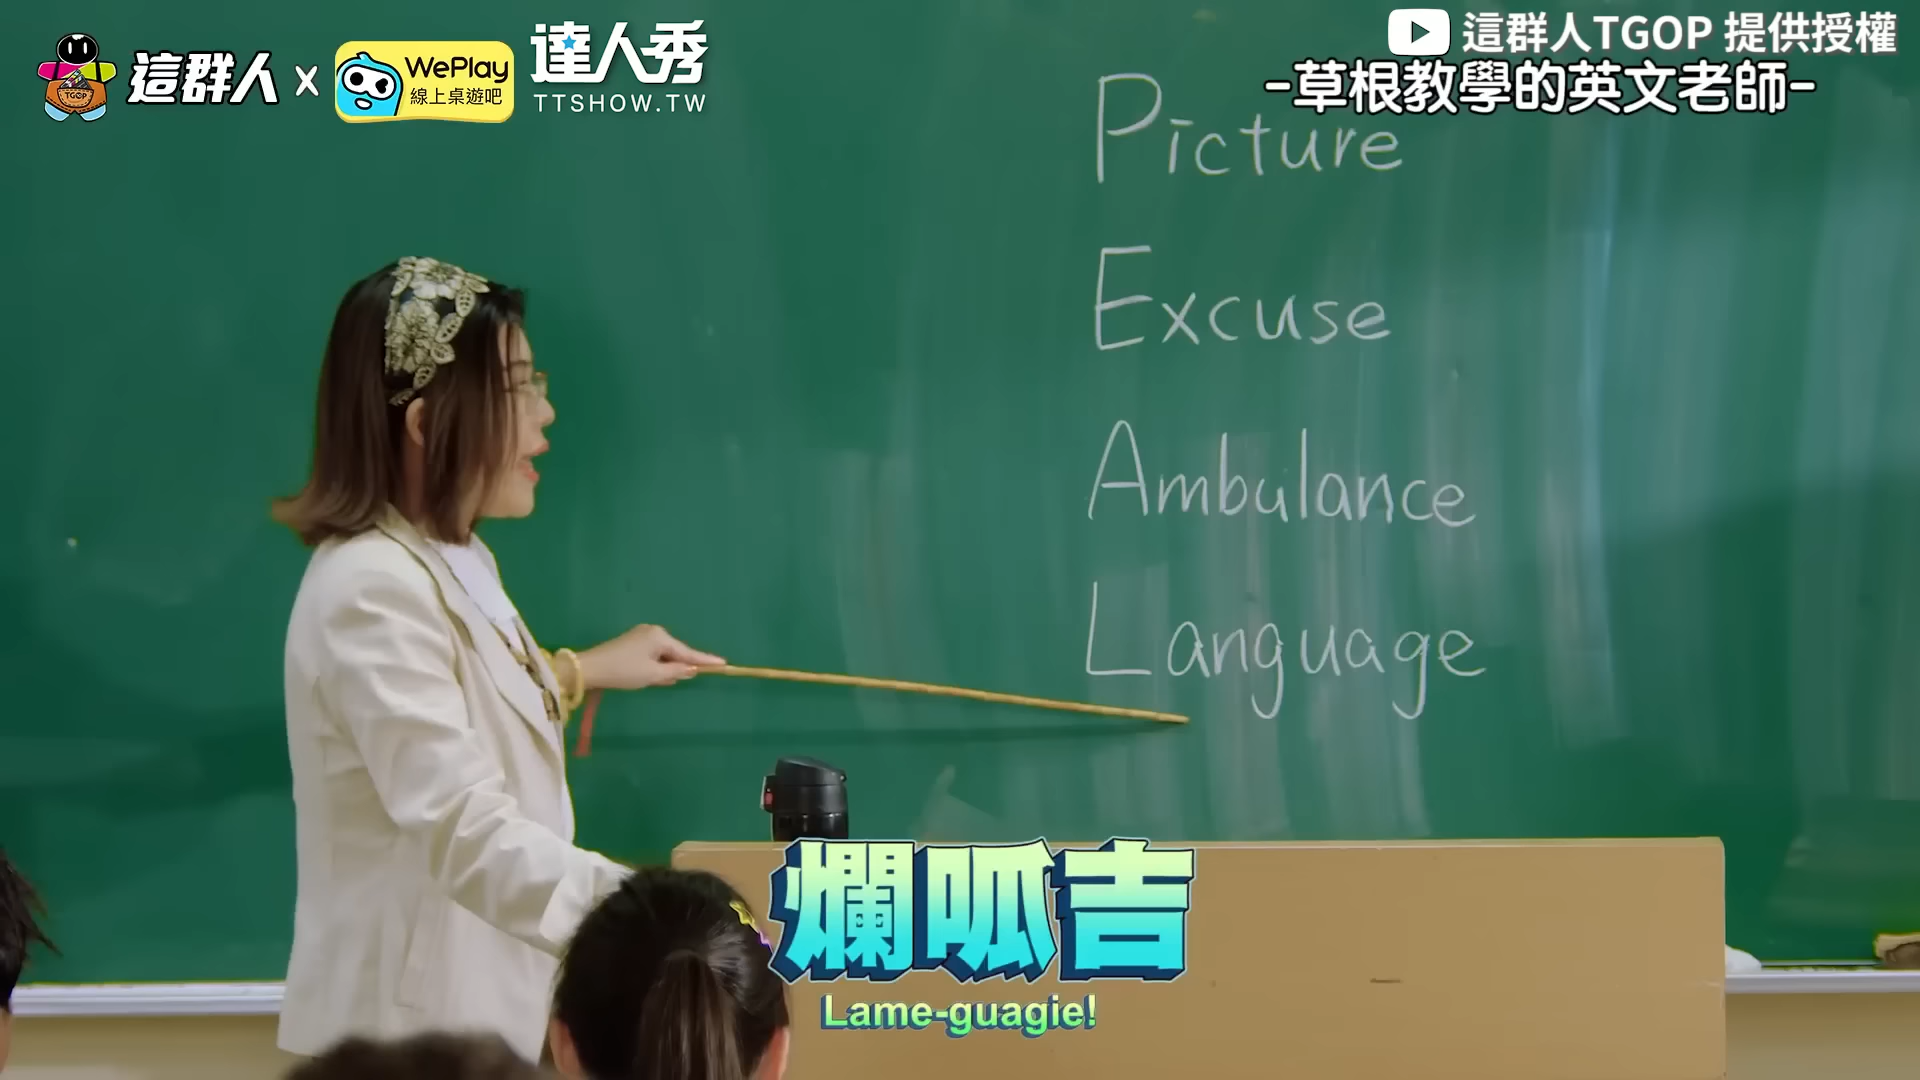 這群人 x WePlay 線上桌遊吧
達人秀
TTSHOW.TW
TGOP
這群人TGOP 提供授權
-草根教學的英文老師-
Picture
Excuse
Ambulance
Language
爛呱吉
Lame-guagie!